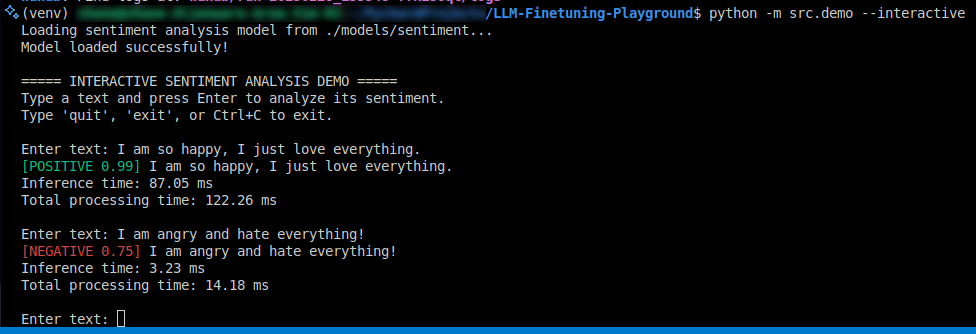 (venv) /LLM-Finetuning-Playground$ python -m src.demo --interactive
Loading sentiment analysis model from ./models/sentiment...
Model loaded successfully!
===== INTERACTIVE SENTIMENT ANALYSIS DEMO =====
Type a text and press Enter to analyze its sentiment.
Type 'quit', 'exit', or Ctrl+C to exit.
Enter text: I am so happy, I just love everything.
[POSITIVE 0.99] I am so happy, I just love everything.
Inference time: 87.05 ms
Total processing time: 122.26 ms
Enter text: I am angry and hate everything!
[NEGATIVE 0.75] I am angry and hate everything!
Inference time: 3.23 ms
Total processing time: 14.18 ms
Enter text: